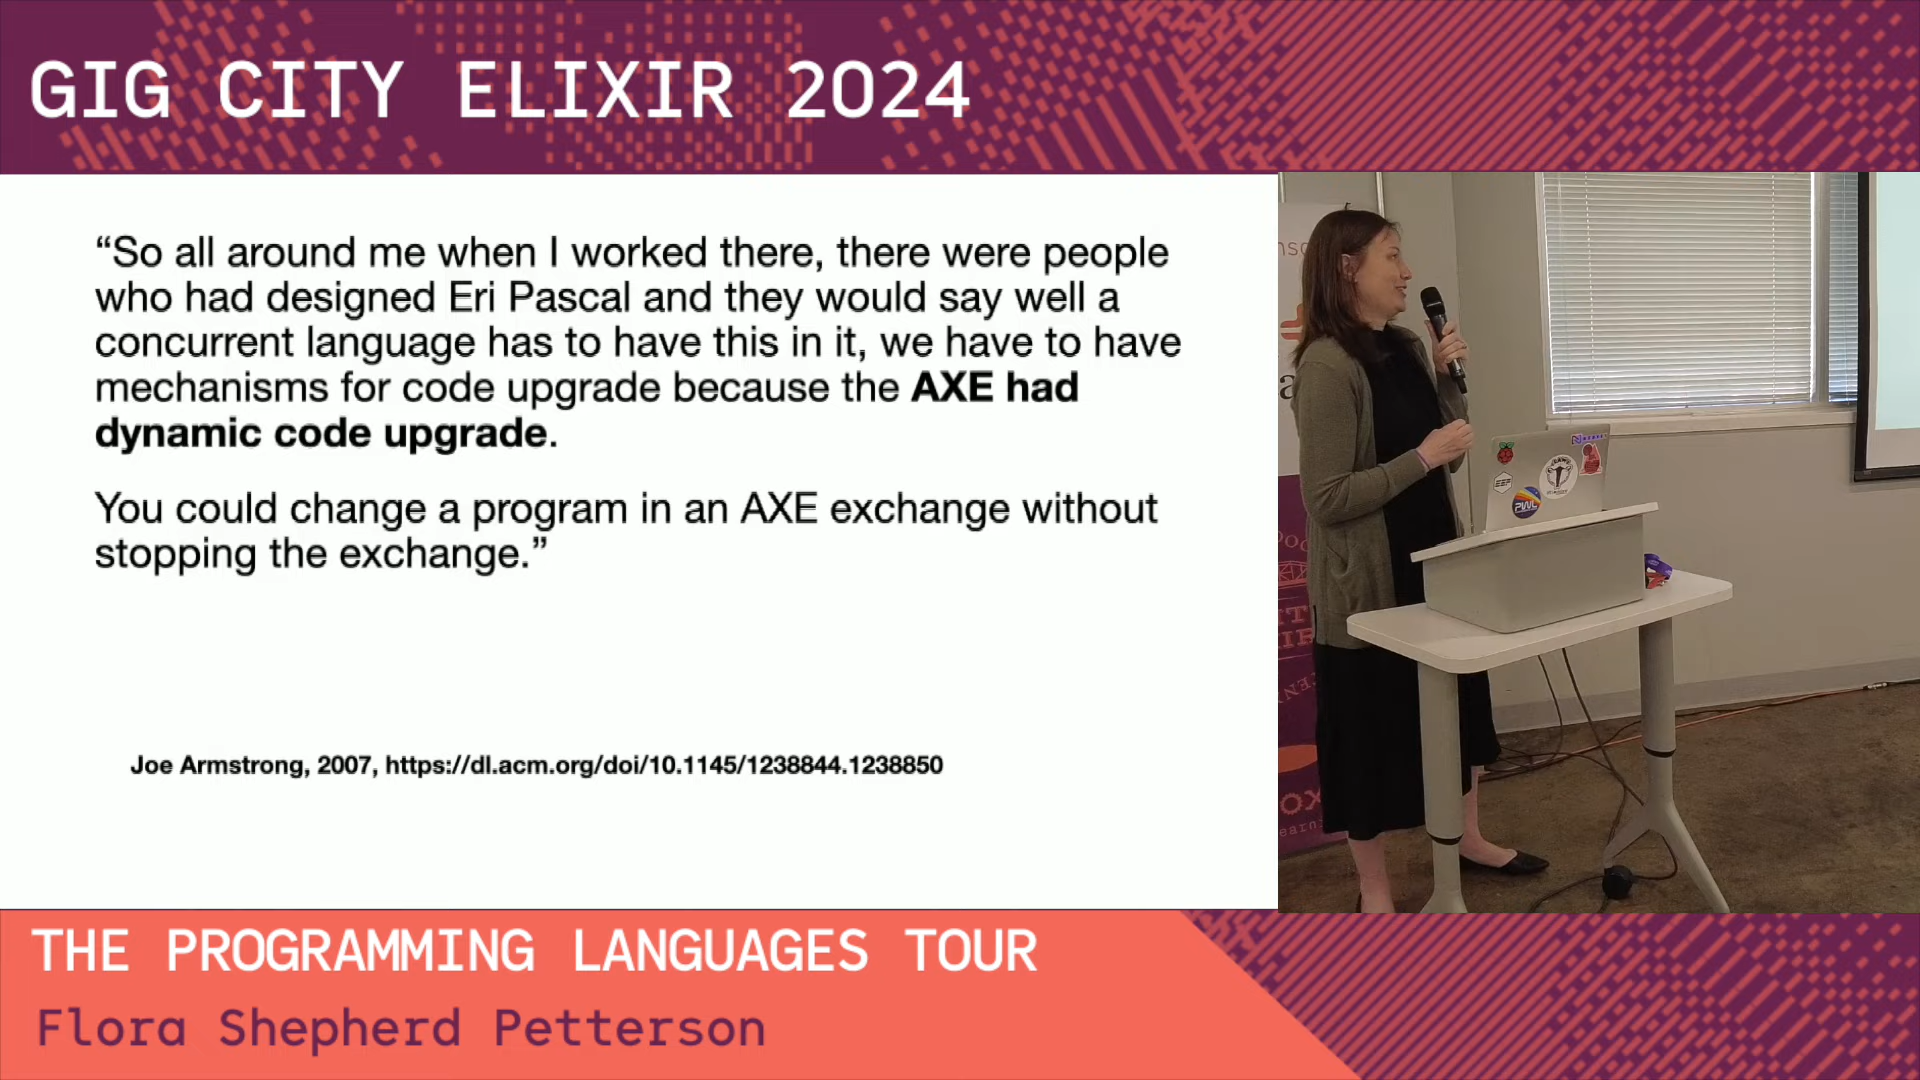 GIG CITY ELIXIR 2024
“So all around me when I worked there, there were people
who had designed Eri Pascal and they would say well a
concurrent language has to have this in it, we have to have
mechanisms for code upgrade because the AXE had
dynamic code upgrade.
You could change a program in an AXE exchange without
stopping the exchange.”
Joe Armstrong, 2007, https://dl.acm.org/doi/10.1145/1238844.1238850
PWL
THE PROGRAMMING LANGUAGES TOUR
Flora Shepherd Petterson